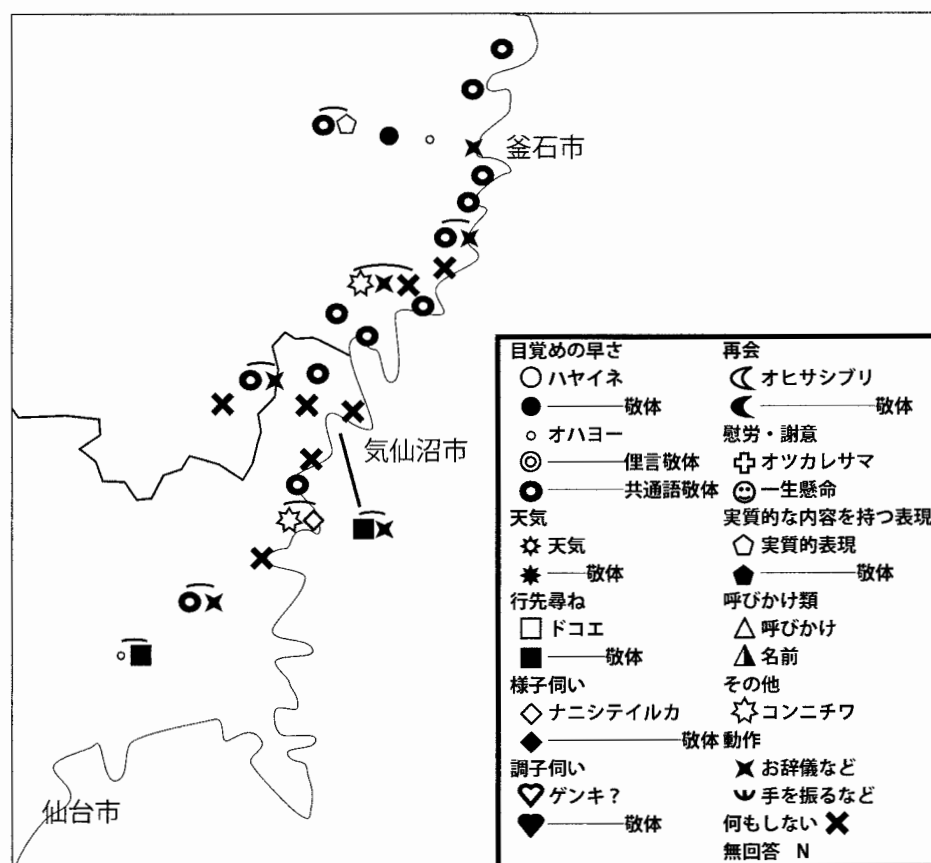 釜石市
気仙沼市
仙台市
目覚めの早さ
ハヤイネ
――敬体
オハヨー
――俚言敬体
――共通語敬体
天気
天気
――敬体
行先尋ね
ドコエ
――敬体
様子伺い
ナニシテイルカ
――敬体
調子伺い
ゲンキ？
――敬体
再会
オヒサシブリ
――敬体
慰労・謝意
オツカレサマ
一生懸命
実質的な内容を持つ表現
実質的表現
――敬体
呼びかけ類
呼びかけ
名前
その他
コンニチワ
動作
お辞儀など
手を振るなど
何もしない
無回答 N